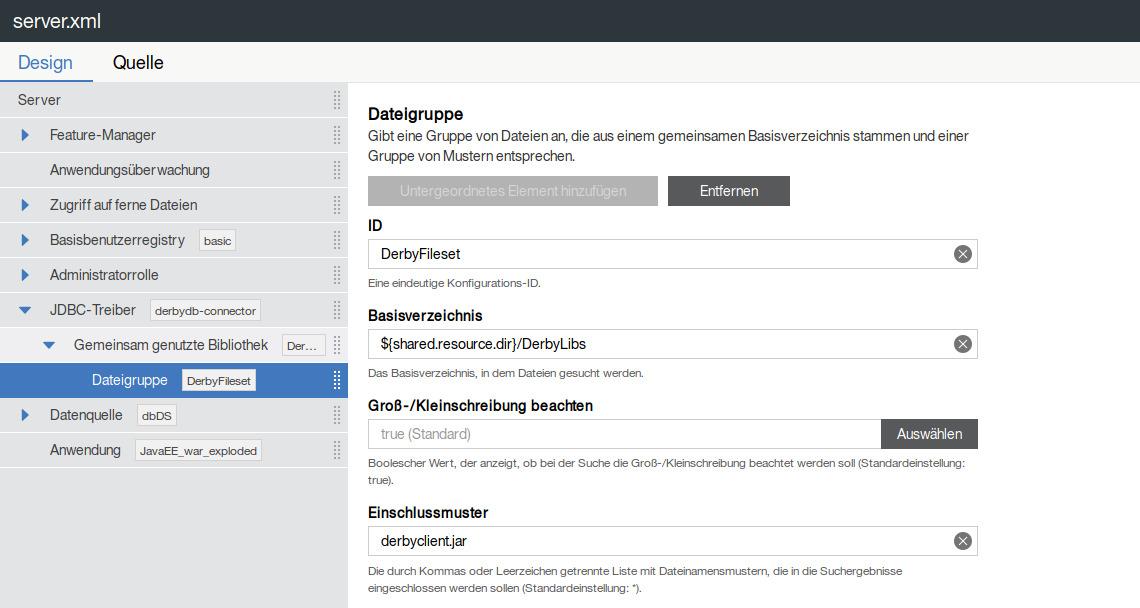 server.xml
Design Quelle
Server
Feature-Manager
Anwendungsüberwachung
Zugriff auf ferne Dateien
Basisbenutzerregistry basic
Administratorrolle
JDBC-Treiber derbydb-connector
Gemeinsam genutzte Bibliothek Der...
Dateigruppe DerbyFileset
Datenquelle dbDS
Anwendung JavaEE_war_exploded
Dateigruppe
Gibt eine Gruppe von Dateien an, die aus einem gemeinsamen Basisverzeichnis stammen und einer
Gruppe von Mustern entsprechen.
Untergeordnetes Element hinzufügen Entfernen
ID
DerbyFileset
Eine eindeutige Konfigurations-ID.
Basisverzeichnis
${shared.resource.dir}/DerbyLibs
Das Basisverzeichnis, in dem Dateien gesucht werden.
Groß-/Kleinschreibung beachten
true (Standard) Auswählen
Boolescher Wert, der anzeigt, ob bei der Suche die Groß-/Kleinschreibung beachtet werden soll (Standardeinstellung:
true).
Einschlussmuster
derbyclient.jar
Die durch Kommas oder Leerzeichen getrennte Liste mit Dateinamensmustern, die in die Suchergebnisse
eingeschlossen werden sollen (Standardeinstellung: *).